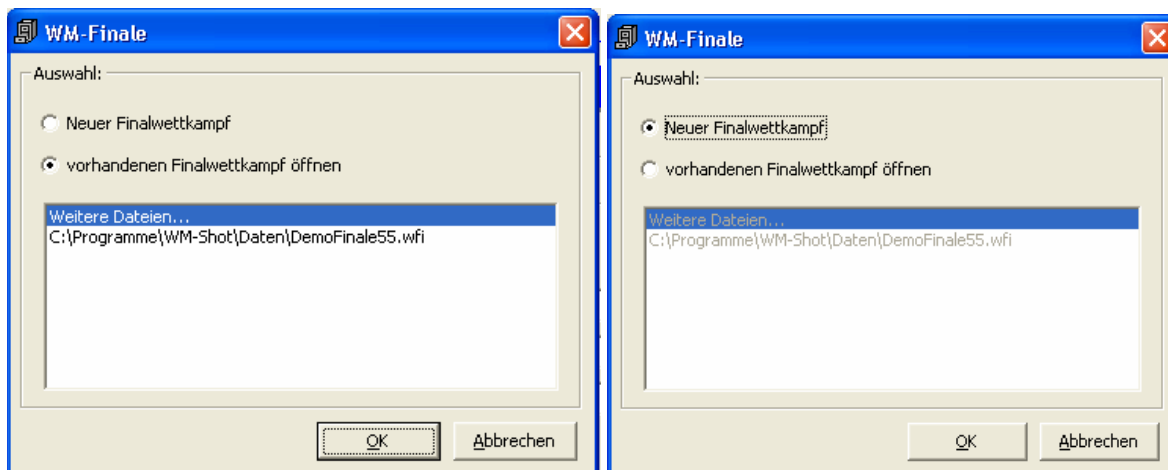 WM-Finale
Auswahl:
Neuer Finalwettkampf
vorhandenen Finalwettkampf öffnen
Weitere Dateien...
C:\Programme\WM-Shot\Daten\DemoFinale55.wfi
OK
Abbrechen
WM-Finale
Auswahl:
Neuer Finalwettkampf
vorhandenen Finalwettkampf öffnen
Weitere Dateien...
C:\Programme\WM-Shot\Daten\DemoFinale55.wfi
OK
Abbrechen